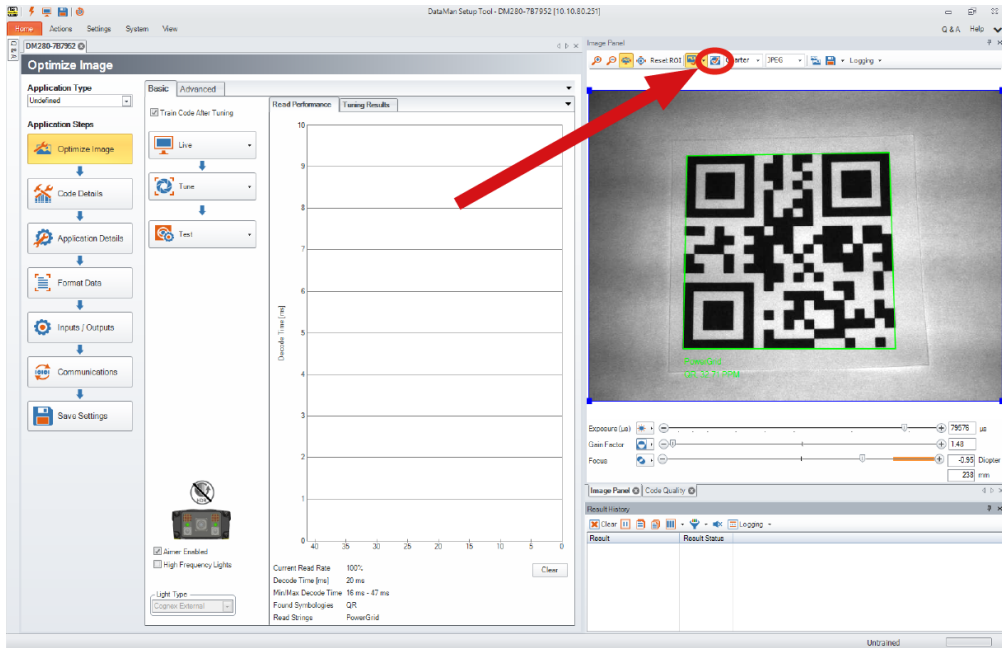 DataMan Setup Tool - DM280-7B7952 [10.10.80.251]
Home Actions Settings System View
Q & A Help
DM280-7B7952
Optimize Image
Application Type
Undefined
Application Steps
Optimize Image
Code Details
Application Details
Format Data
Inputs / Outputs
Communications
Save Settings
Basic Advanced
Train Code After Tuning
Live
Tune
Test
Aimer Enabled
High Frequency Lights
Light Type
Cognex External
Read Performance Tuning Results
10
9
8
7
6
5
4
3
2
1
0
Decode Time [ms]
40 35 30 25 20 15 10 5 0
Current Read Rate 100%
Decode Time [ms] 20 ms
Min/Max Decode Time 16 ms - 47 ms
Found Symbologies QR
Read Strings PowerGrid
Clear
Image Panel
Reset ROI JPEG Logging
PowerGrid
Exposure (µs) 79576 µs
Gain Factor 1.48
Focus -0.95 Diopter
238 mm
Image Panel Code Quality
Result History
Clear Logging
Result Result Status
Untrained